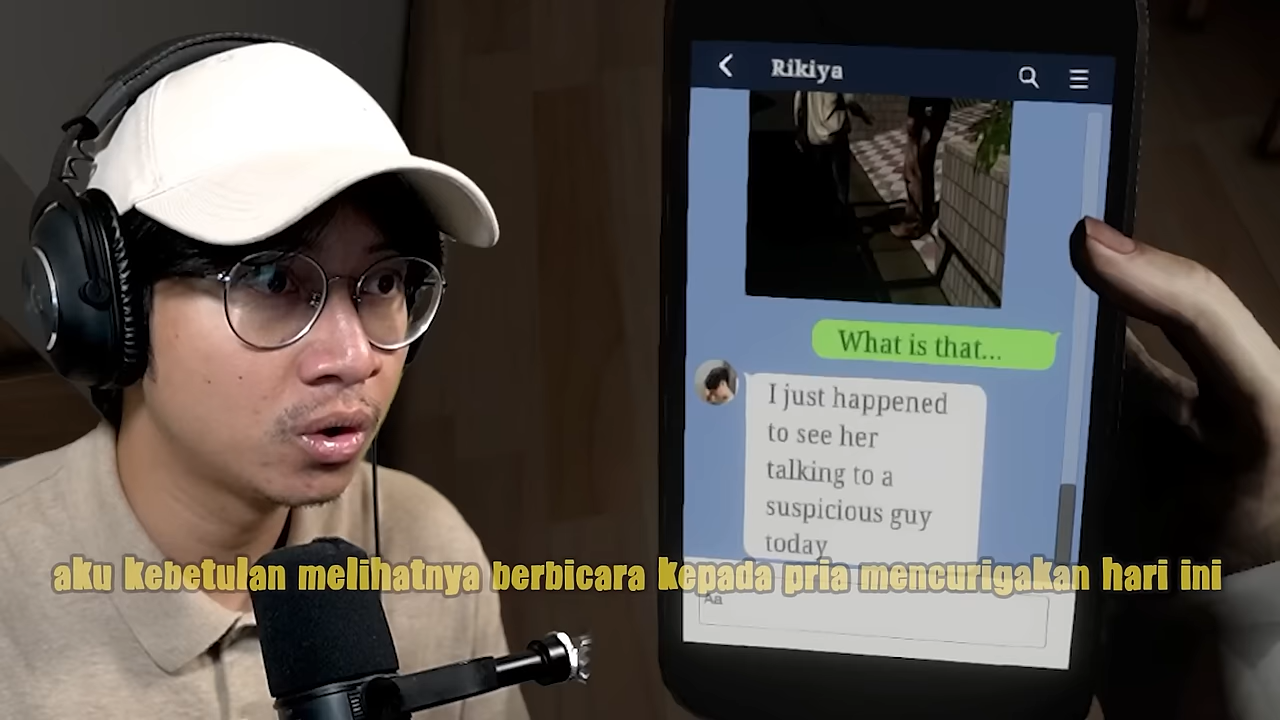 Rikiya
What is that...
I just happened
to see her
talking to a
suspicious guy
today
aku kebetulan melihatnya berbicara kepada pria mencurigakan hari ini
Aa